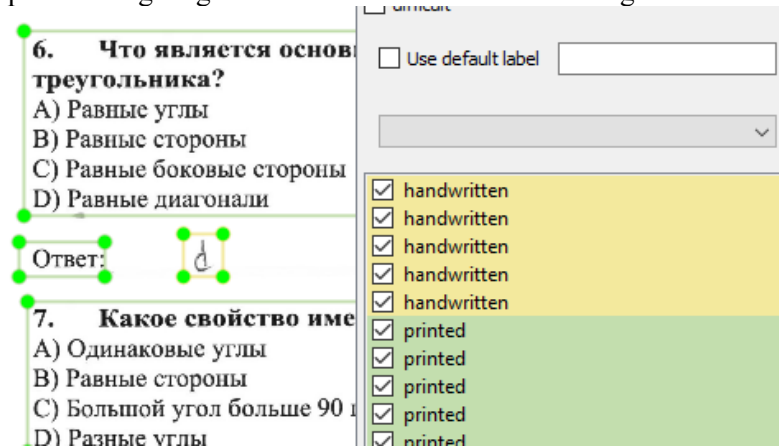 difficult
6. Что является основ
треугольника?
А) Равные углы
В) Равные стороны
С) Равные боковые стороны
D) Равные диагонали
Ответ: d
7. Какое свойство име
А) Одинаковые углы
В) Равные стороны
С) Большой угол больше 90
D) Разные углы
Use default label
handwritten
handwritten
handwritten
handwritten
handwritten
printed
printed
printed
printed
printed